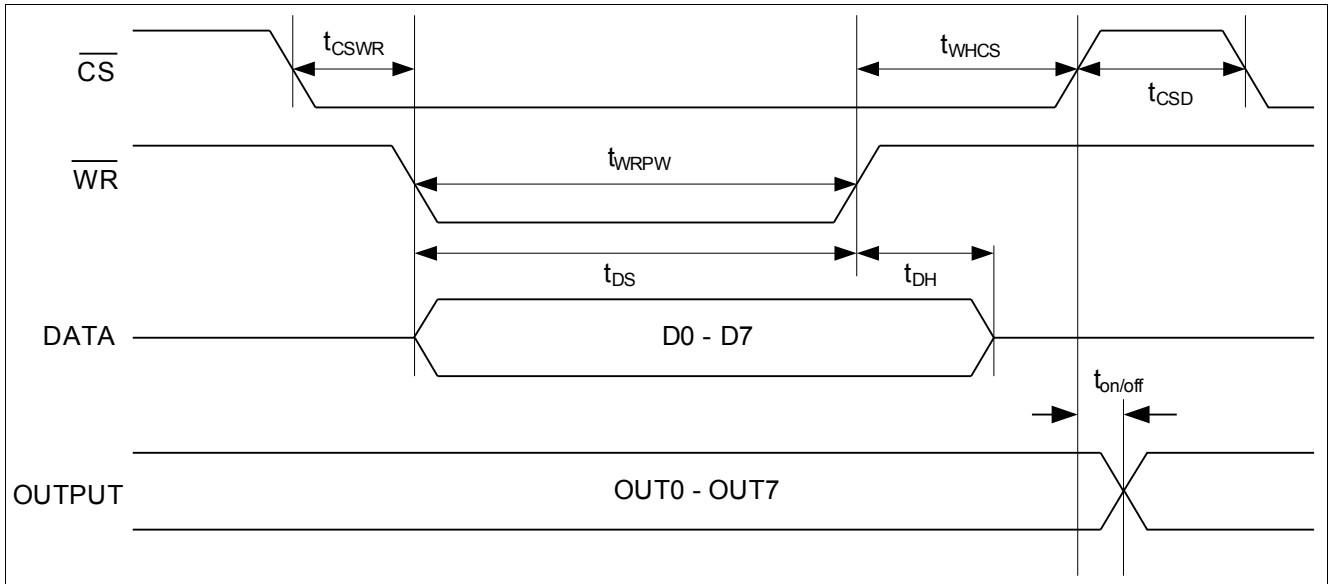 CS
tCSWR
tWHCS
tCSD
WR
tWRPW
tDS
tDH
DATA
D0 - D7
ton/off
OUTPUT
OUT0 - OUT7